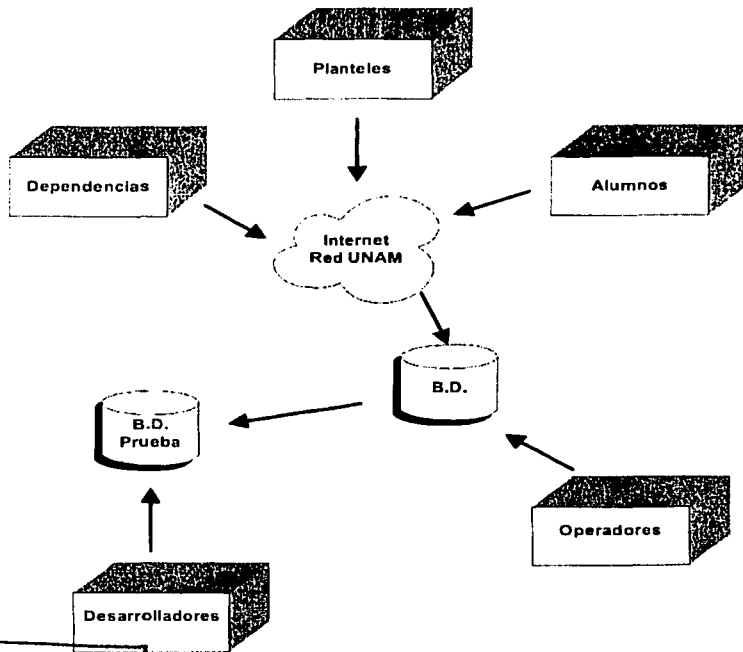 Planteles
Dependencias
Alumnos
Internet
Red UNAM
B.D.
B.D.
Prueba
Operadores
Desarrolladores